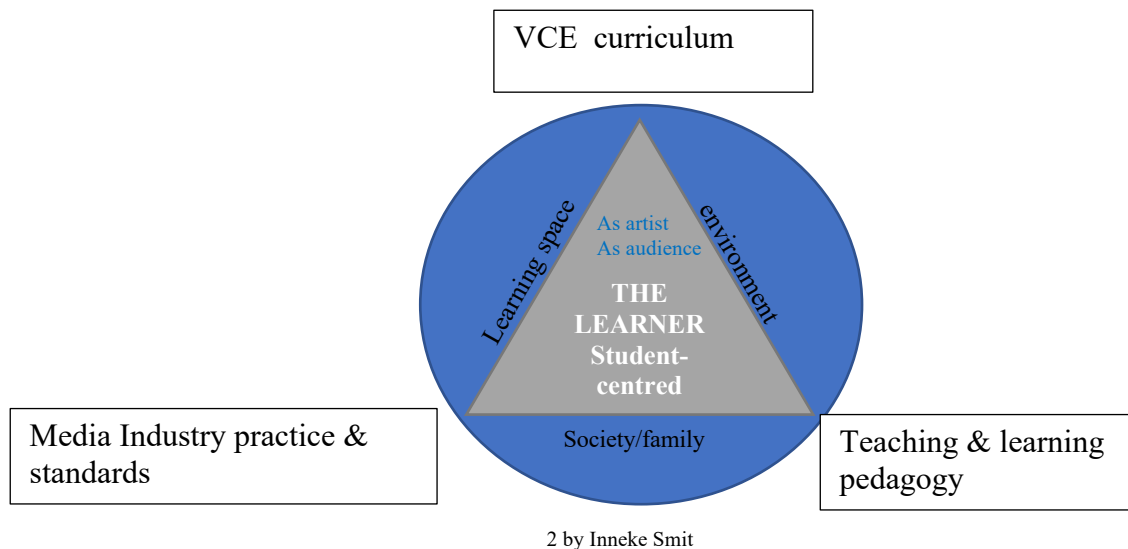 VCE  curriculum
Learning space
environment
As artist
As audience
THE
LEARNER
Student-
centred
Media Industry practice &
standards
Society/family
Teaching & learning
pedagogy
2 by Inneke Smit